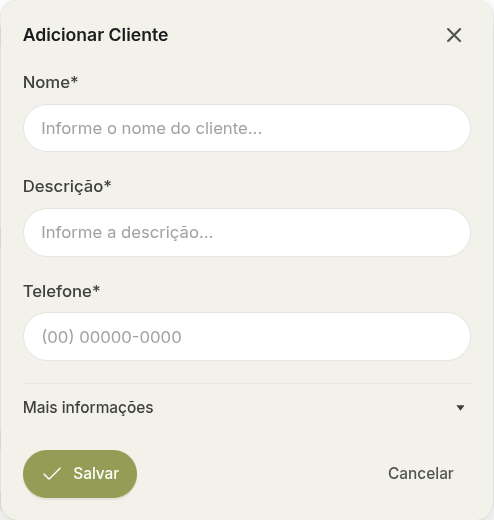 Adicionar Cliente
Nome*
Informe o nome do cliente...
Descrição*
Informe a descrição...
Telefone*
(00) 00000-0000
Mais informações
Salvar
Cancelar